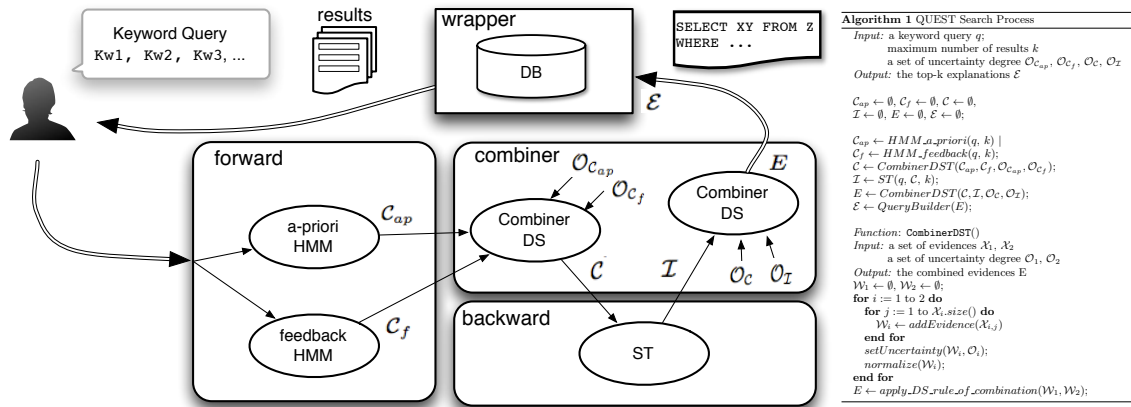 Keyword Query
Kw1, Kw2, Kw3, ...
results
wrapper
DB
SELECT XY FROM Z
WHERE ...
ℰ
forward
a-priori
HMM
𝒞ap
feedback
HMM
𝒞f
combiner
𝒪𝒞ap
𝒪𝒞f
Combiner
DS
E
Combiner
DS
𝒞
ℐ
𝒪𝒞
𝒪ℐ
backward
ST
Algorithm 1 QUEST Search Process
Input: a keyword query q;
maximum number of results k
a set of uncertainty degree 𝒪𝒞ap, 𝒪𝒞f, 𝒪𝒞, 𝒪ℐ
Output: the top-k explanations ℰ
𝒞ap ← ∅, 𝒞f ← ∅, 𝒞 ← ∅,
ℐ ← ∅, E ← ∅, ℰ ← ∅;
𝒞ap ← HMM_a_priori(q, k) |
𝒞f ← HMM_feedback(q, k);
𝒞 ← CombinerDST(𝒞ap,𝒞f,𝒪𝒞ap,𝒪𝒞f);
ℐ ← ST(q, 𝒞, k);
E ← CombinerDST(𝒞,ℐ,𝒪𝒞,𝒪ℐ);
ℰ ← QueryBuilder(E);
Function: CombinerDST()
Input: a set of evidences 𝒳1, 𝒳2
a set of uncertainty degree 𝒪1, 𝒪2
Output: the combined evidences E
𝒲1 ← ∅, 𝒲2 ← ∅;
for i := 1 to 2 do
for j := 1 to 𝒳i.size() do
𝒲i ← addEvidence(𝒳i,j)
end for
setUncertainty(𝒲i,𝒪i);
normalize(𝒲i);
end for
E ← apply_DS_rule_of_combination(𝒲1,𝒲2);